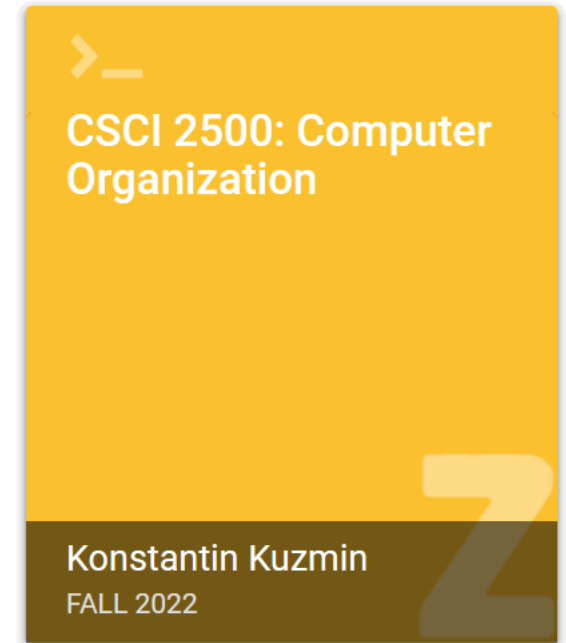 >_
CSCI 2500: Computer
Organization
Z
Konstantin Kuzmin
FALL 2022